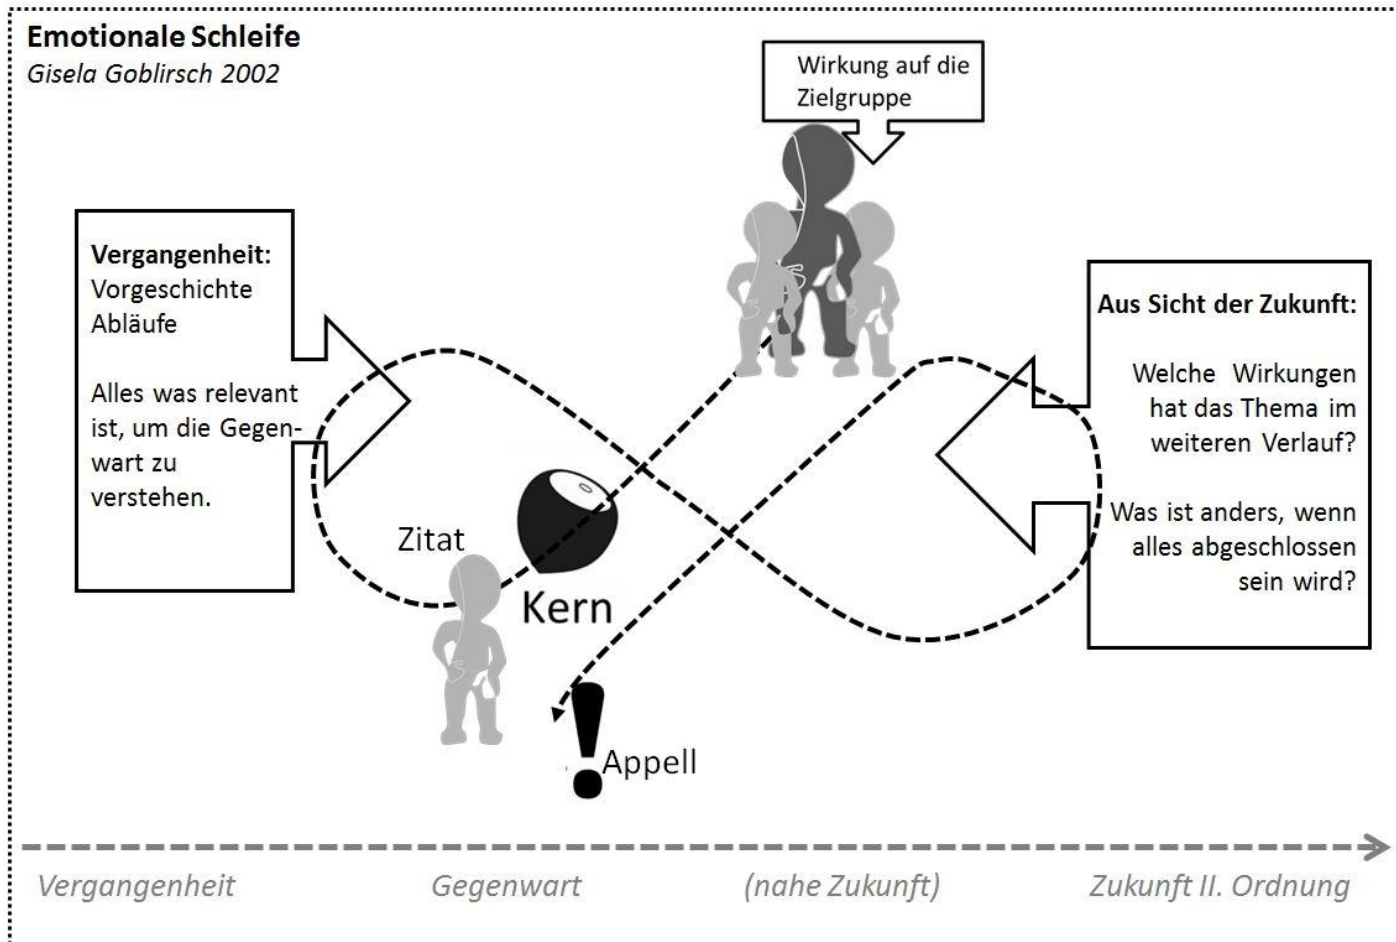 Emotionale Schleife
Gisela Goblirsch 2002
Wirkung auf die
Zielgruppe
Vergangenheit:
Vorgeschichte
Abläufe
Alles was relevant
ist, um die Gegen-
wart zu
verstehen.
Aus Sicht der Zukunft:
Welche Wirkungen
hat das Thema im
weiteren Verlauf?
Was ist anders, wenn
alles abgeschlossen
sein wird?
Zitat
Kern
Appell
Vergangenheit
Gegenwart
(nahe Zukunft)
Zukunft II. Ordnung